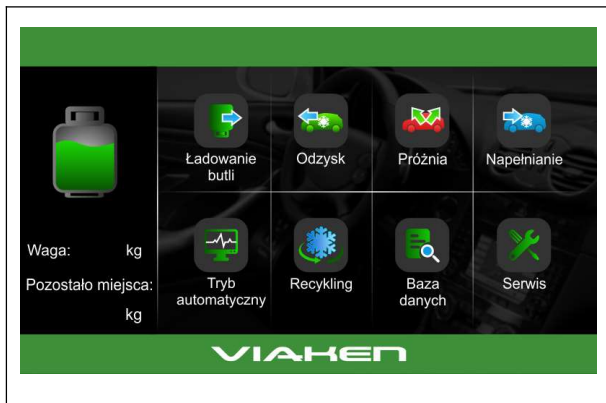 Ładowanie
butli
Odzysk
Próżnia
Napełnianie
Waga: kg
Pozostało miejsca:
kg
Tryb
automatyczny
Recykling
Baza
danych
Serwis
VIAKEN